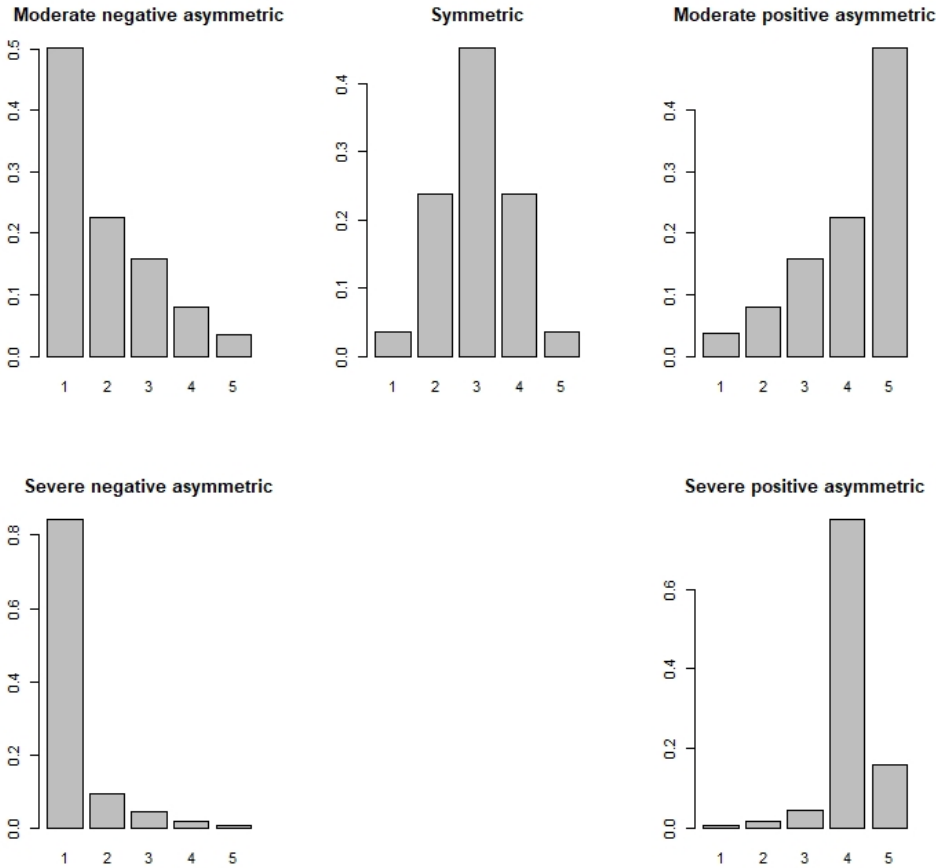 Moderate negative asymmetric
0.0 0.1 0.2 0.3 0.4 0.5
1 2 3 4 5
Symmetric
0.0 0.1 0.2 0.3 0.4
1 2 3 4 5
Moderate positive asymmetric
0.0 0.1 0.2 0.3 0.4
1 2 3 4 5
Severe negative asymmetric
0.0 0.2 0.4 0.6 0.8
1 2 3 4 5
Severe positive asymmetric
0.0 0.2 0.4 0.6
1 2 3 4 5